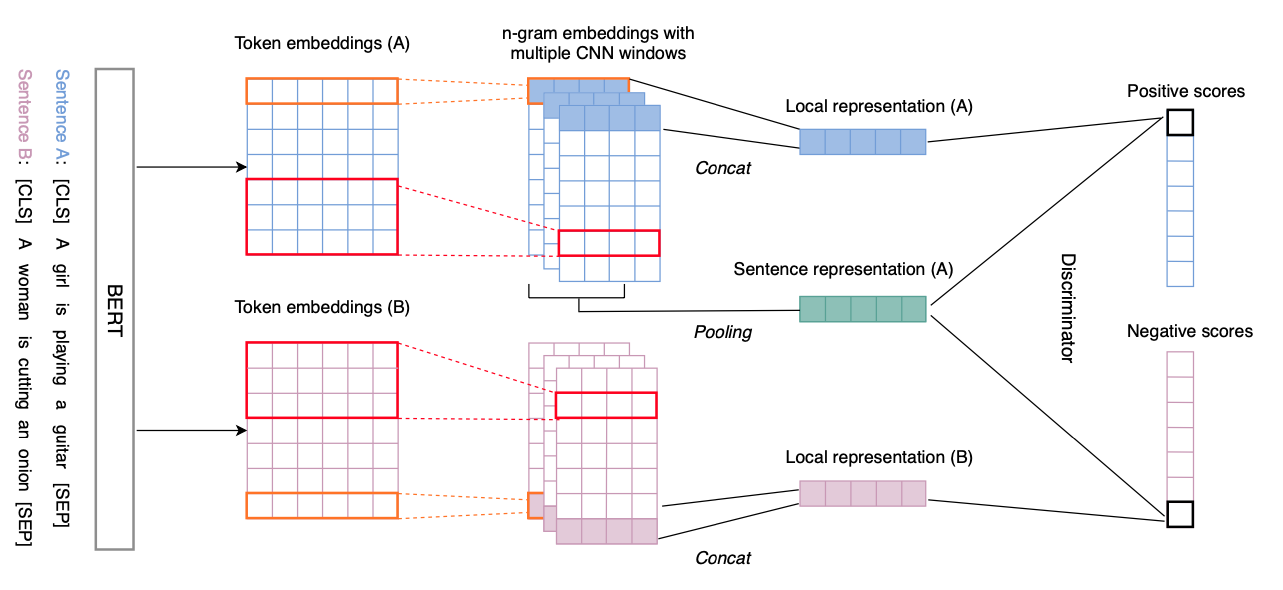 Sentence A: [CLS] A girl is playing a guitar [SEP]
Sentence B: [CLS] A woman is cutting an onion [SEP]
BERT
Token embeddings (A)
n-gram embeddings with
multiple CNN windows
Local representation (A)
Positive scores
Concat
Sentence representation (A)
Discriminator
Token embeddings (B)
Pooling
Negative scores
Local representation (B)
Concat